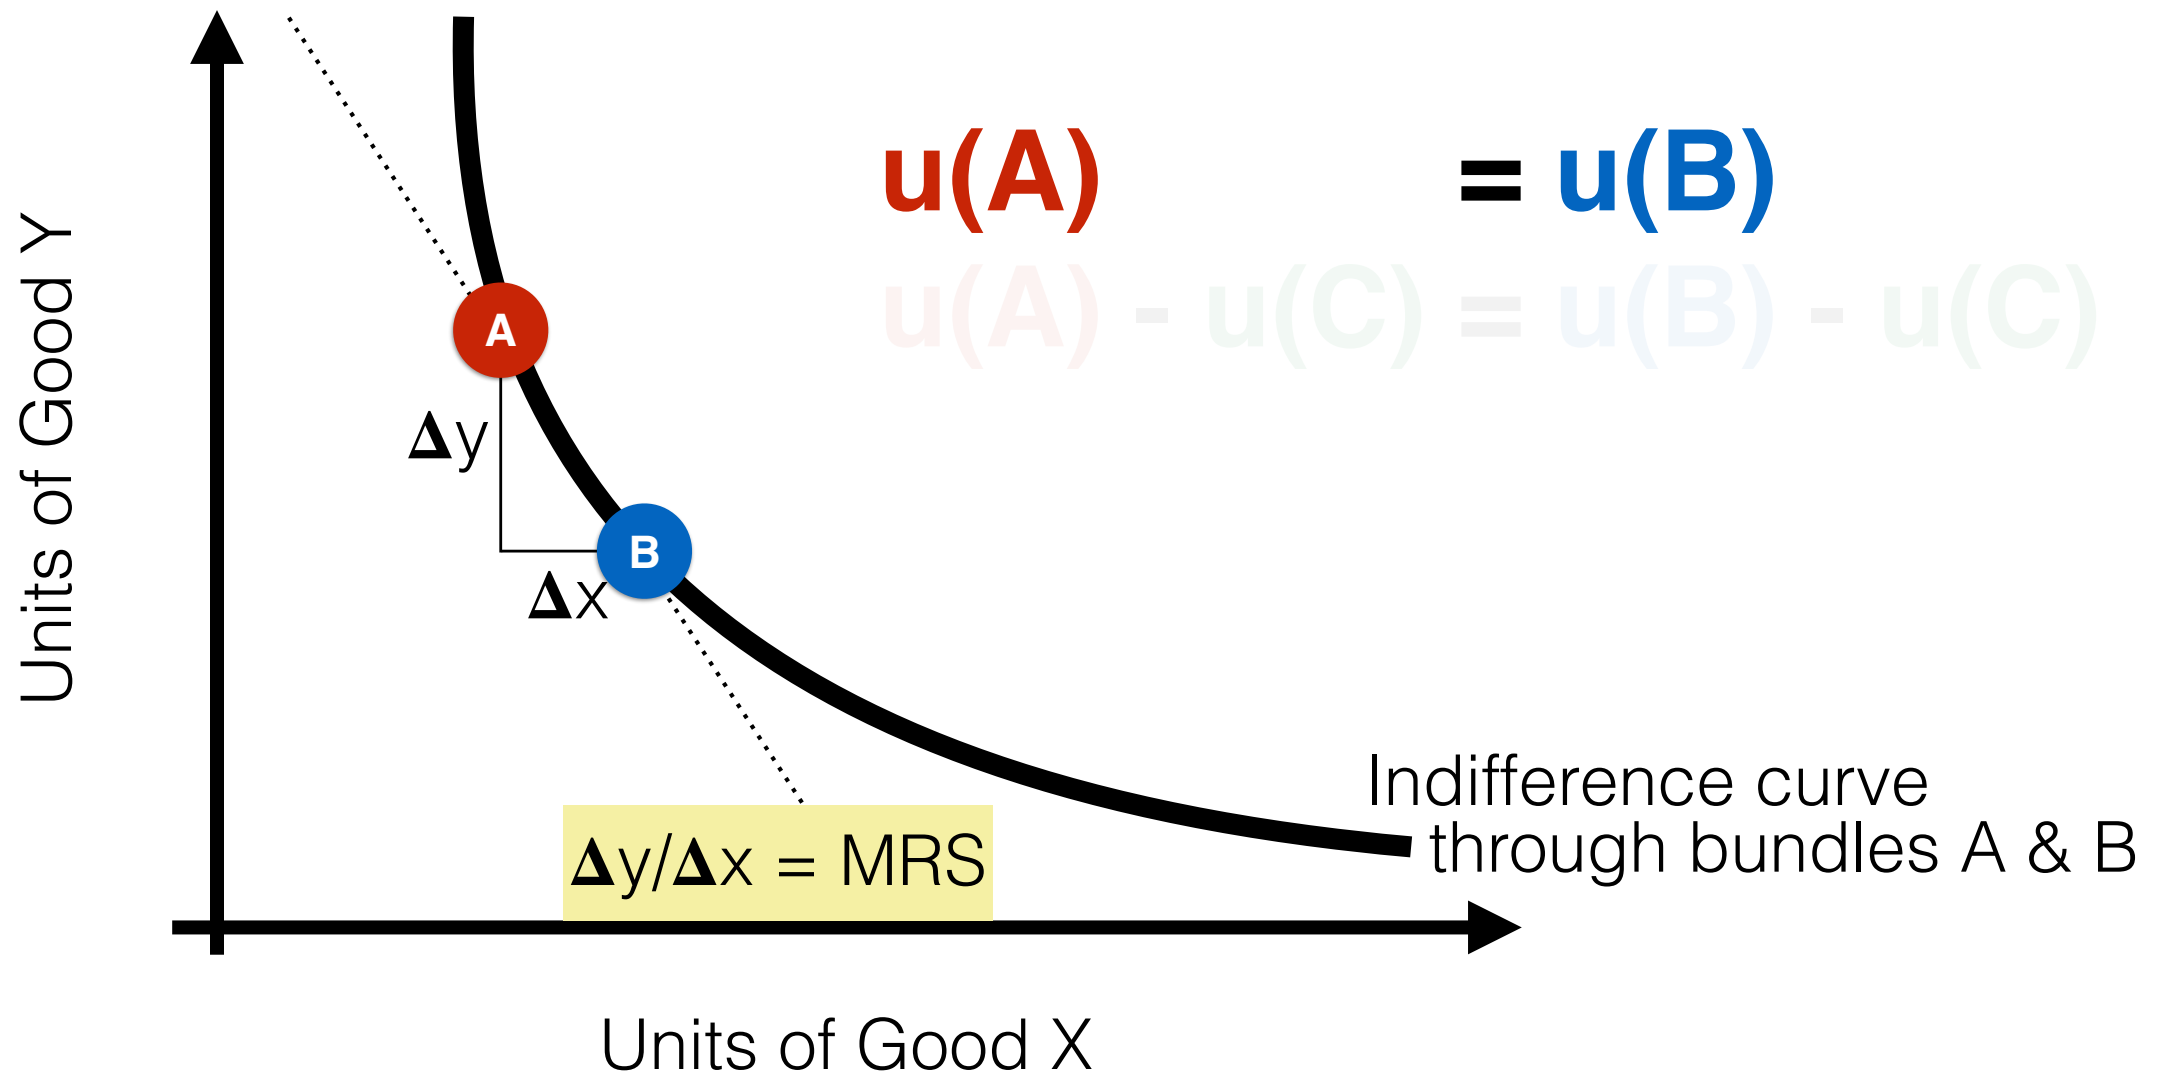 Units of Good Y
u(A) = u(B)
u(A) - u(C) = u(B) - u(C)
A
Δy
B
Δx
Indifference curve
through bundles A & B
Δy/Δx = MRS
Units of Good X